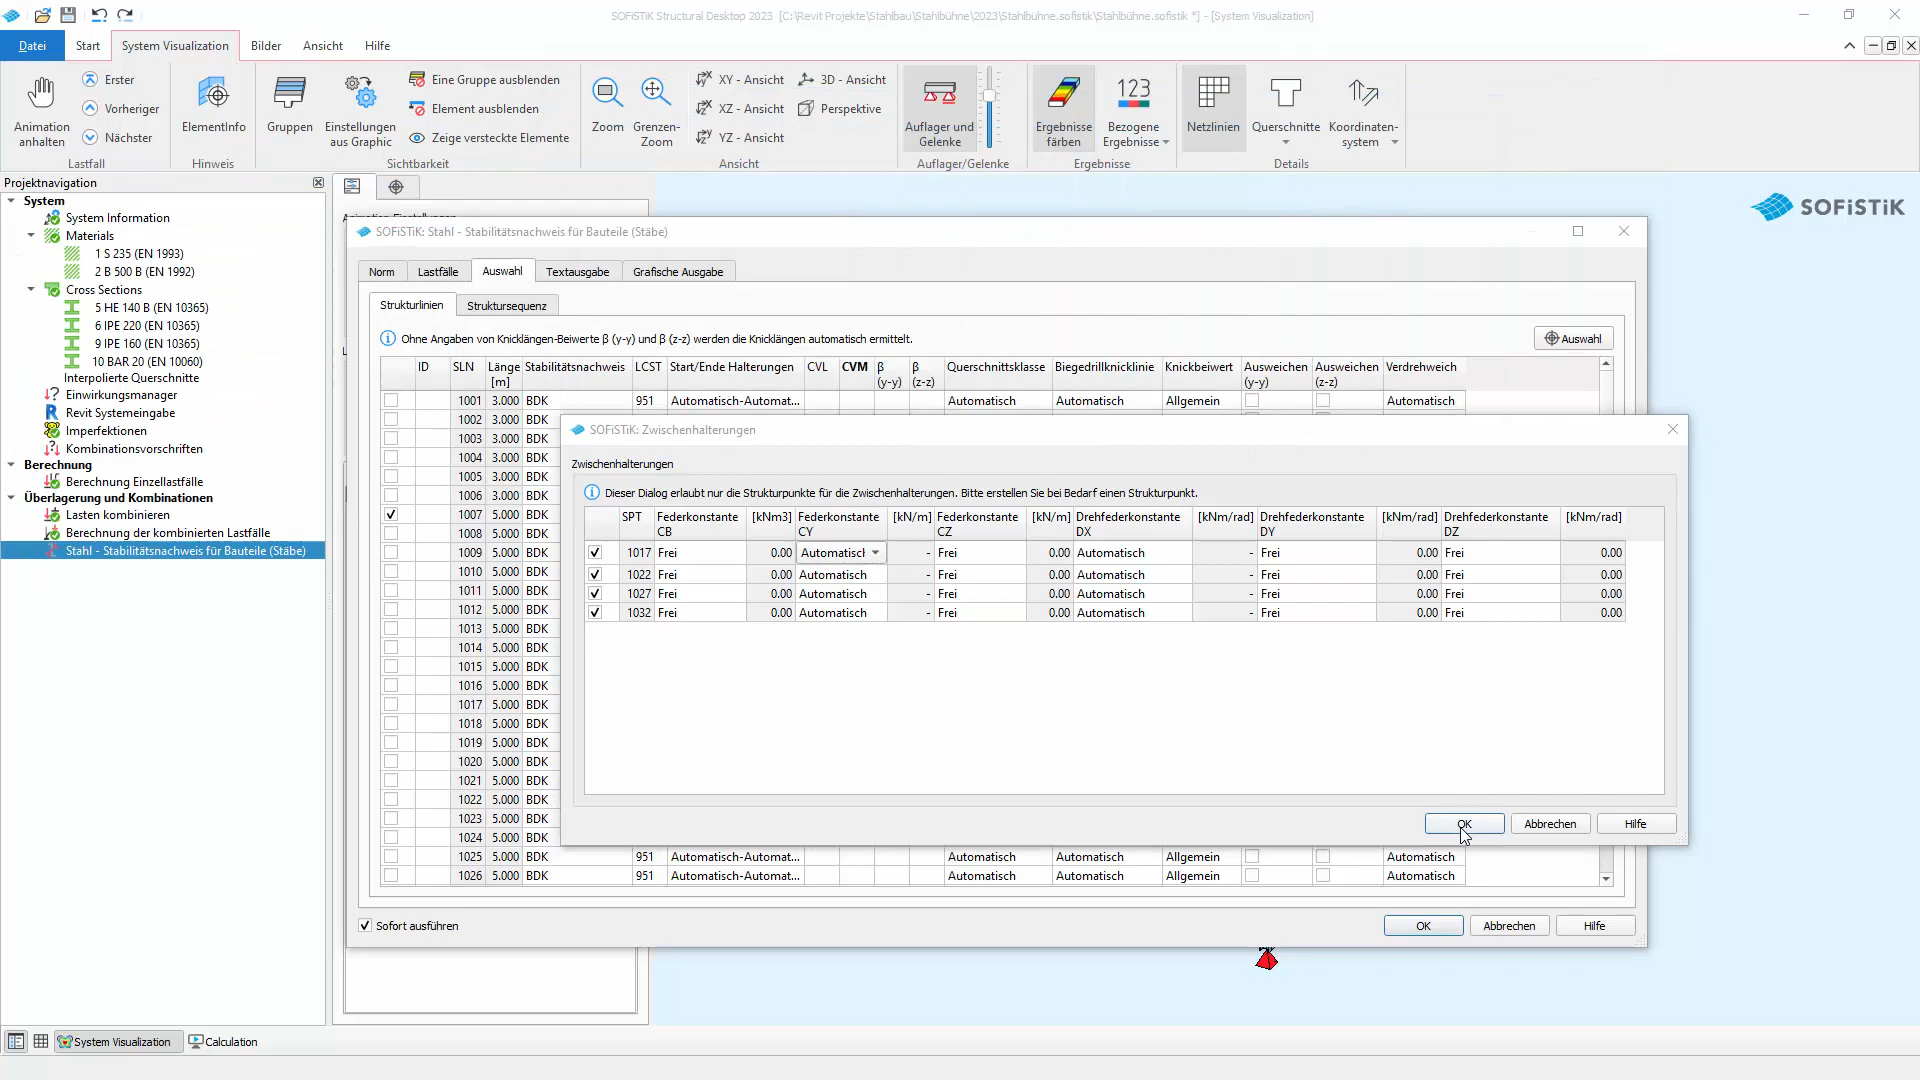 SOFiSTiK Structural Desktop 2023 [C:\Revit Projekte\Stahlbau\Stahlbühne\2023\Stahlbühne.sofistik\Stahlbühne.sofistik *] - [System Visualization]
Datei Start System Visualization Bilder Ansicht Hilfe
Animation anhalten
Erster
Vorheriger
Nächster
Lastfall
ElementInfo
Hinweis
Gruppen
Einstellungen aus Graphic
Eine Gruppe ausblenden
Element ausblenden
Zeige versteckte Elemente
Sichtbarkeit
Zoom
Grenzen-Zoom
XY - Ansicht
XZ - Ansicht
YZ - Ansicht
3D - Ansicht
Perspektive
Ansicht
Auflager und Gelenke
Auflager/Gelenke
Ergebnisse färben
123
Bezogene Ergebnisse
Ergebnisse
Netzlinien
Querschnitte
Koordinaten-system
Details
Projektnavigation
System
System Information
Materials
1 S 235 (EN 1993)
2 B 500 B (EN 1992)
Cross Sections
5 HE 140 B (EN 10365)
6 IPE 220 (EN 10365)
9 IPE 160 (EN 10365)
10 BAR 20 (EN 10060)
Interpolierte Querschnitte
Einwirkungsmanager
Revit Systemeingabe
Imperfektionen
Kombinationsvorschriften
Berechnung
Berechnung Einzellastfälle
Überlagerung und Kombinationen
Lasten kombinieren
Berechnung der kombinierten Lastfälle
Stahl - Stabilitätsnachweis für Bauteile (Stäbe)
SOFiSTiK
SOFiSTiK: Stahl - Stabilitätsnachweis für Bauteile (Stäbe)
Norm Lastfälle Auswahl Textausgabe Grafische Ausgabe
Strukturlinien Struktursequenz
Ohne Angaben von Knicklängen-Beiwerte β (y-y) und β (z-z) werden die Knicklängen automatisch ermittelt.
Auswahl
ID SLN Länge [m] Stabilitätsnachweis LCST Start/Ende Halterungen CVL CVM β (y-y) β (z-z) Querschnittsklasse Biegedrillknicklinie Knickbeiwert Ausweichen (y-y) Ausweichen (z-z) Verdrehweich
1001 3.000 BDK 951 Automatisch-Automat... Automatisch Automatisch Allgemein Automatisch
1002 3.000 BDK
1003 3.000 BDK
1004 3.000 BDK
1005 3.000 BDK
1006 3.000 BDK
1007 5.000 BDK
1008 5.000 BDK
1009 5.000 BDK
1010 5.000 BDK
1011 5.000 BDK
1012 5.000 BDK
1013 5.000 BDK
1014 5.000 BDK
1015 5.000 BDK
1016 5.000 BDK
1017 5.000 BDK
1018 5.000 BDK
1019 5.000 BDK
1020 5.000 BDK
1021 5.000 BDK
1022 5.000 BDK
1023 5.000 BDK
1024 5.000 BDK
1025 5.000 BDK 951 Automatisch-Automat... Automatisch Automatisch Allgemein Automatisch
1026 5.000 BDK 951 Automatisch-Automat... Automatisch Automatisch Allgemein Automatisch
SOFiSTiK: Zwischenhalterungen
Zwischenhalterungen
Dieser Dialog erlaubt nur die Strukturpunkte für die Zwischenhalterungen. Bitte erstellen Sie bei Bedarf einen Strukturpunkt.
SPT Federkonstante CB [kNm3] Federkonstante CY [kN/m] Federkonstante CZ [kN/m] Drehfederkonstante DX [kNm/rad] Drehfederkonstante DY [kNm/rad] Drehfederkonstante DZ [kNm/rad]
1017 Frei 0.00 Automatisch - Frei 0.00 Automatisch - Frei 0.00 Frei 0.00
1022 Frei 0.00 Automatisch - Frei 0.00 Automatisch - Frei 0.00 Frei 0.00
1027 Frei 0.00 Automatisch - Frei 0.00 Automatisch - Frei 0.00 Frei 0.00
1032 Frei 0.00 Automatisch - Frei 0.00 Automatisch - Frei 0.00 Frei 0.00
OK Abbrechen Hilfe
Sofort ausführen
OK Abbrechen Hilfe
System Visualization Calculation